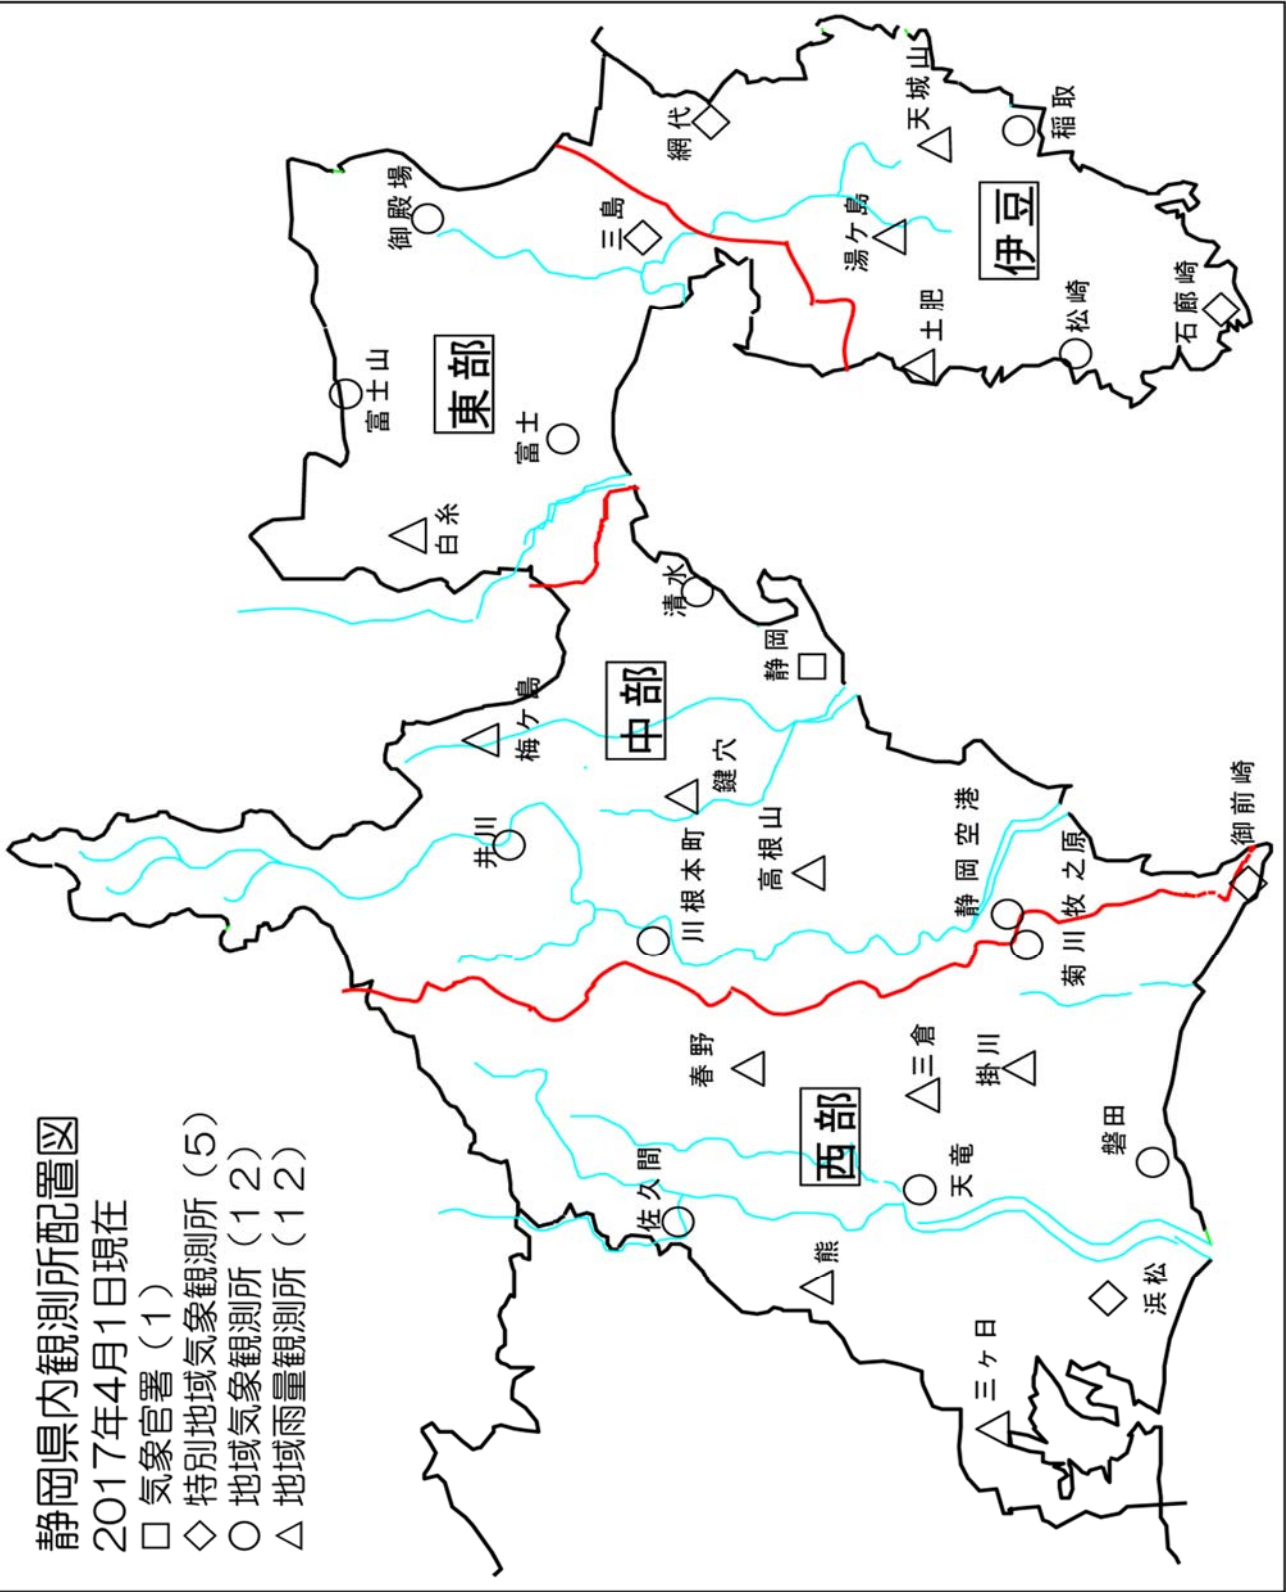 静岡県内観測所配置図
2017年4月1日現在
□ 気象官署（1）
◇ 特別地域気象観測所（5）
○ 地域気象観測所（12）
△ 地域雨量観測所（12）
富士山
御殿場
白糸
東部
井川
富士
梅ケ島
三島
中部
佐久間
清水
網代
川根本町
春野
鍵穴
高根山
静岡
熊
西部
湯ケ島
天城山
三倉
土肥
天竜
静岡空港
掛川
三ヶ日
伊豆
稲取
松崎
菊川牧之原
磐田
浜松
石廊崎
御前崎